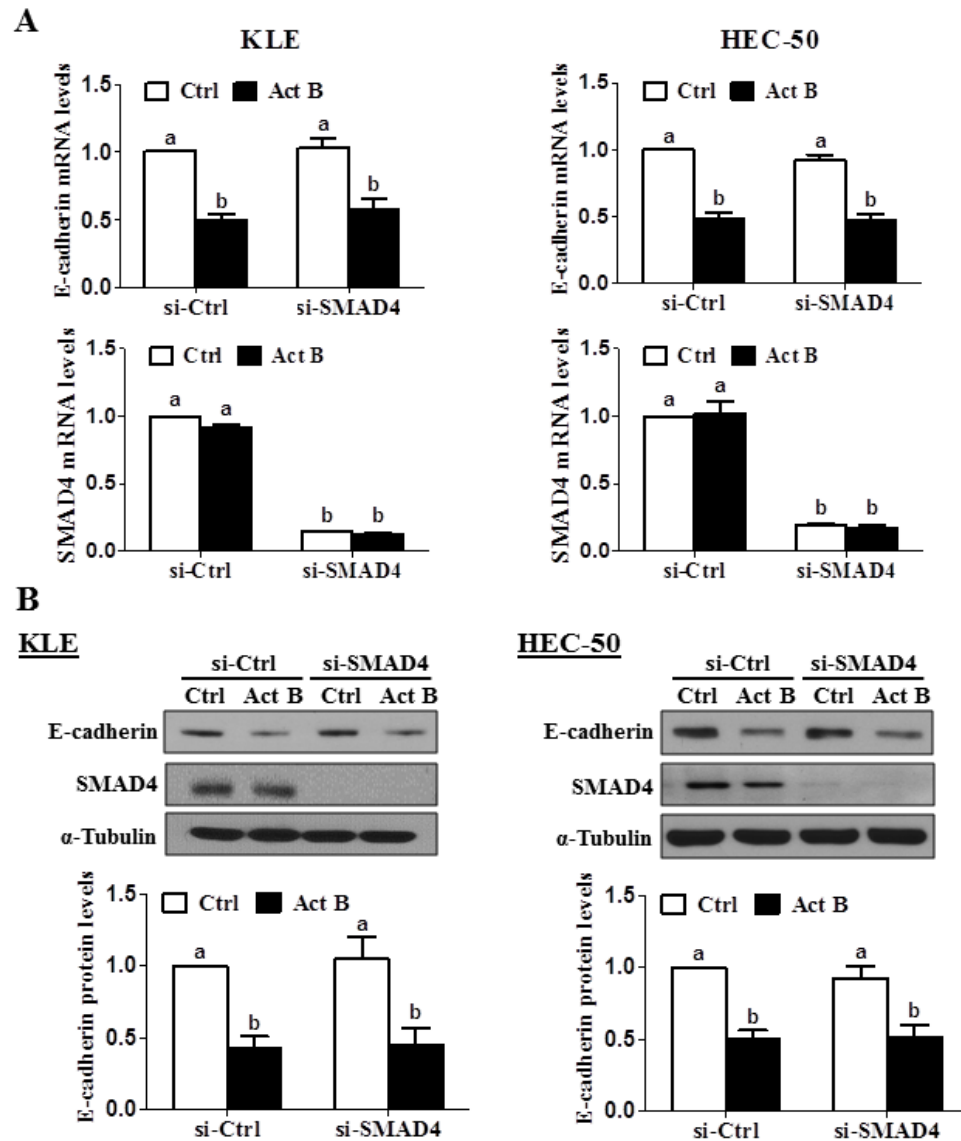 A
KLE
HEC-50
E-cadherin mRNA levels
1.5
1.0
0.5
0.0
Ctrl Act B
a
b
a
b
si-Ctrl si-SMAD4
E-cadherin mRNA levels
1.5
1.0
0.5
0.0
Ctrl Act B
a
b
a
b
si-Ctrl si-SMAD4
SMAD4 mRNA levels
1.5
1.0
0.5
0.0
Ctrl Act B
a
a
b
b
si-Ctrl si-SMAD4
SMAD4 mRNA levels
1.5
1.0
0.5
0.0
Ctrl Act B
a
a
b
b
si-Ctrl si-SMAD4
B
KLE
si-Ctrl si-SMAD4
Ctrl Act B Ctrl Act B
E-cadherin
SMAD4
α-Tubulin
HEC-50
si-Ctrl si-SMAD4
Ctrl Act B Ctrl Act B
E-cadherin
SMAD4
α-Tubulin
E-cadherin protein levels
1.5
1.0
0.5
0.0
Ctrl Act B
a
b
a
b
si-Ctrl si-SMAD4
E-cadherin protein levels
1.5
1.0
0.5
0.0
Ctrl Act B
a
b
a
b
si-Ctrl si-SMAD4